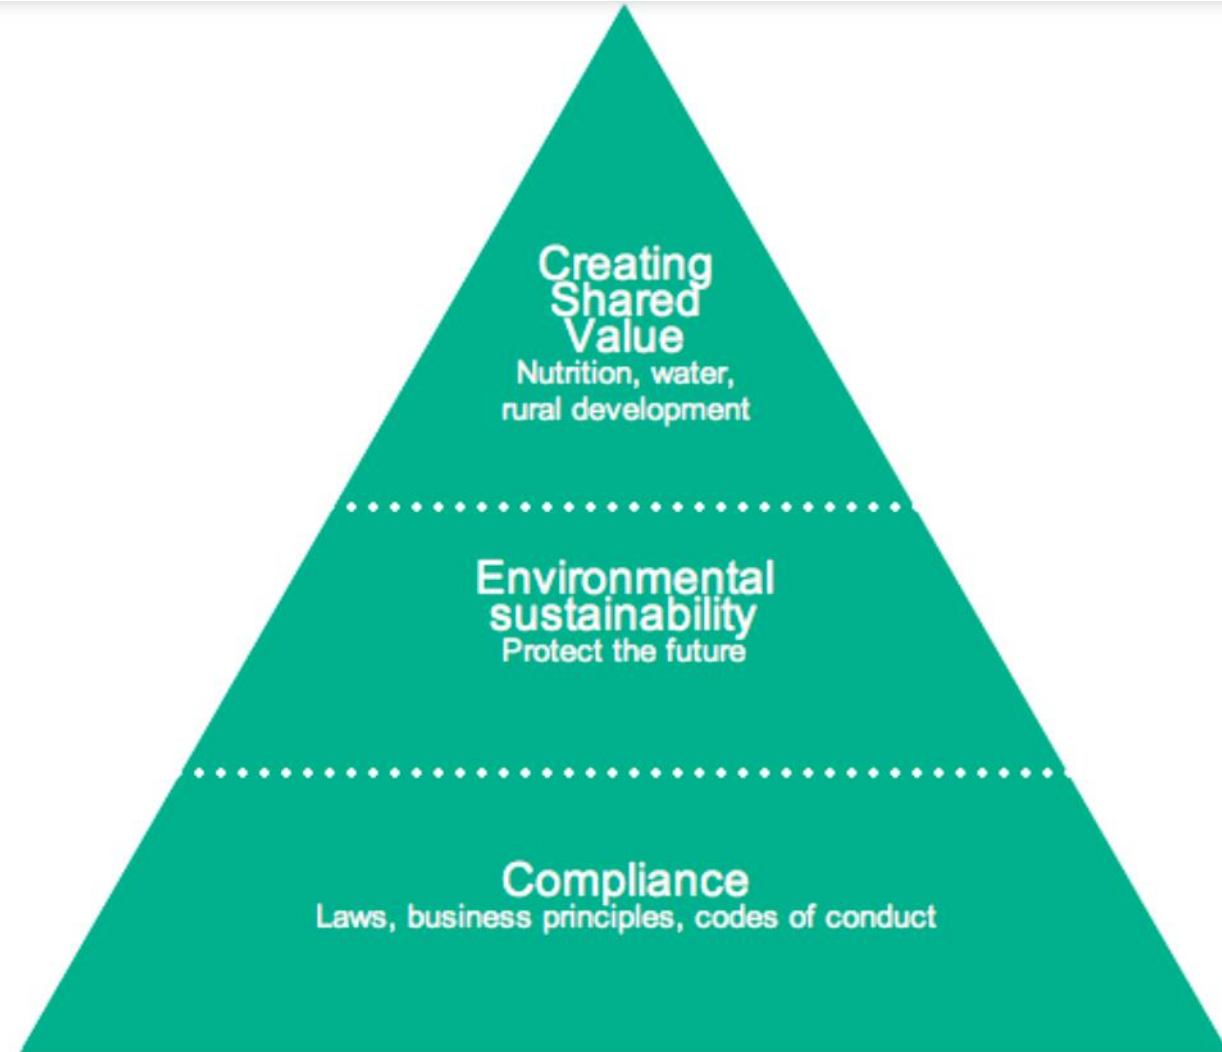 Creating
Shared
Value
Nutrition, water,
rural development
Environmental
sustainability
Protect the future
Compliance
Laws, business principles, codes of conduct